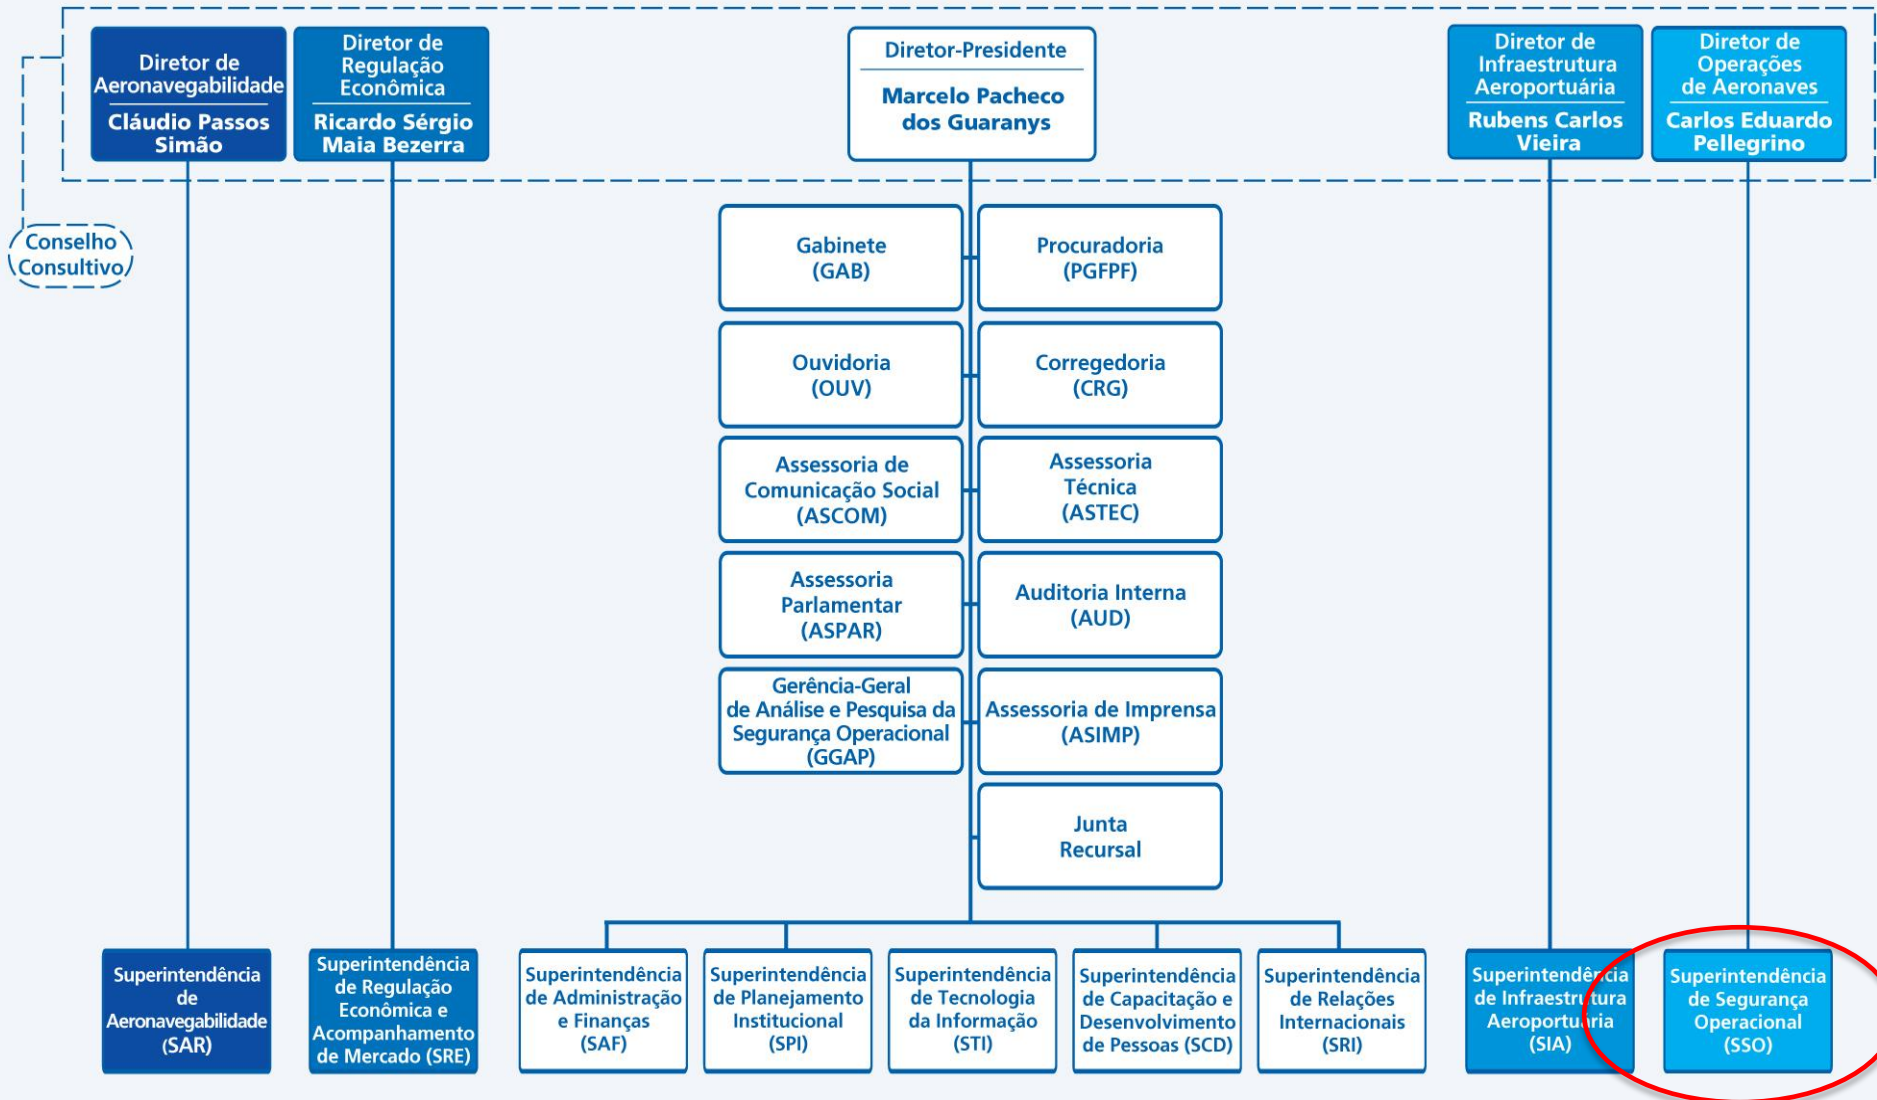 Diretor de
Aeronavegabilidade
Cláudio Passos
Simão
Diretor de
Regulação
Econômica
Ricardo Sérgio
Maia Bezerra
Diretor-Presidente
Marcelo Pacheco
dos Guaranys
Diretor de
Infraestrutura
Aeroportuária
Rubens Carlos
Vieira
Diretor de
Operações
de Aeronaves
Carlos Eduardo
Pellegrino
Conselho
Consultivo
Gabinete
(GAB)
Procuradoria
(PGFPF)
Ouvidoria
(OUV)
Corregedoria
(CRG)
Assessoria de
Comunicação Social
(ASCOM)
Assessoria
Técnica
(ASTEC)
Assessoria
Parlamentar
(ASPAR)
Auditoria Interna
(AUD)
Gerência-Geral
de Análise e Pesquisa da
Segurança Operacional
(GGAP)
Assessoria de Imprensa
(ASIMP)
Junta
Recursal
Superintendência
de
Aeronavegabilidade
(SAR)
Superintendência
de Regulação
Econômica e
Acompanhamento
de Mercado (SRE)
Superintendência
de Administração
e Finanças
(SAF)
Superintendência
de Planejamento
Institucional
(SPI)
Superintendência
de Tecnologia
da Informação
(STI)
Superintendência
de Capacitação e
Desenvolvimento
de Pessoas (SCD)
Superintendência
de Relações
Internacionais
(SRI)
Superintendência
de Infraestrutura
Aeroportuária
(SIA)
Superintendência
de Segurança
Operacional
(SSO)